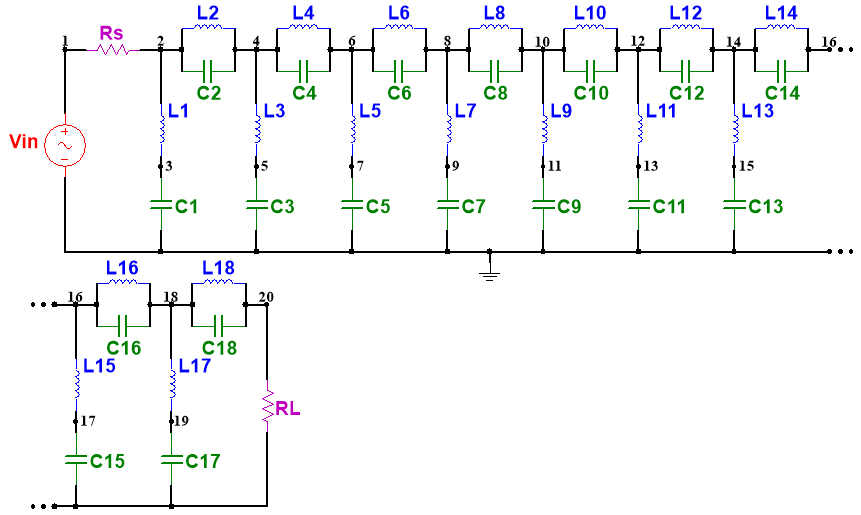 L2 L4 L6 L8 L10 L12 L14
1 Rs 2 4 6 8 10 12 14 16
C2 C4 C6 C8 C10 C12 C14
L1 L3 L5 L7 L9 L11 L13
Vin + −
3 5 7 9 11 13 15
C1 C3 C5 C7 C9 C11 C13
L16 L18
16 18 20
C16 C18
L15 L17
RL
17 19
C15 C17